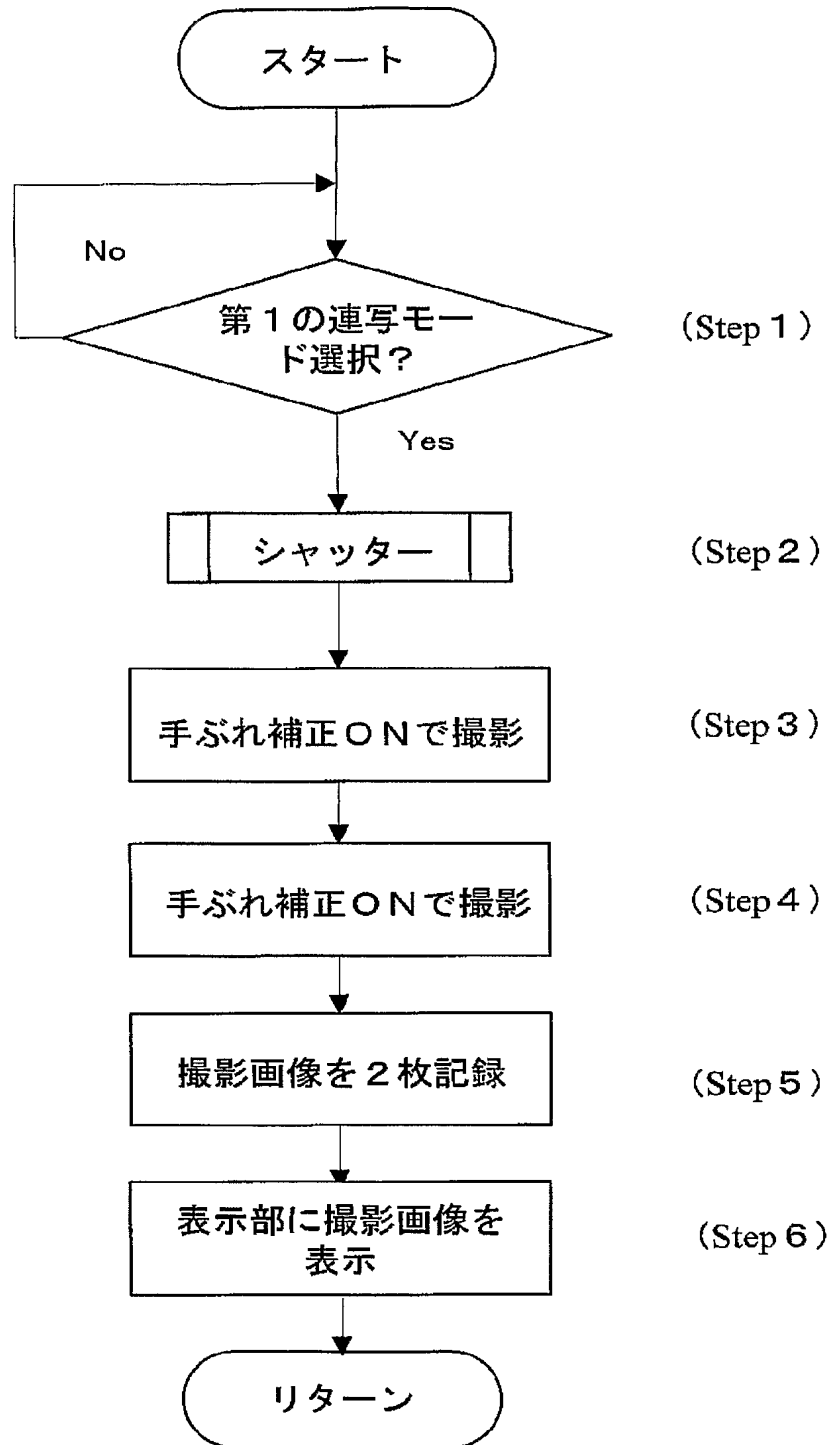 スタート
No
第１の連写モー
ド選択？
（Step１）
Yes
シャッター
（Step２）
手ぶれ補正ＯＮで撮影
（Step３）
手ぶれ補正ＯＮで撮影
（Step４）
撮影画像を２枚記録
（Step５）
表示部に撮影画像を
表示
（Step６）
リターン